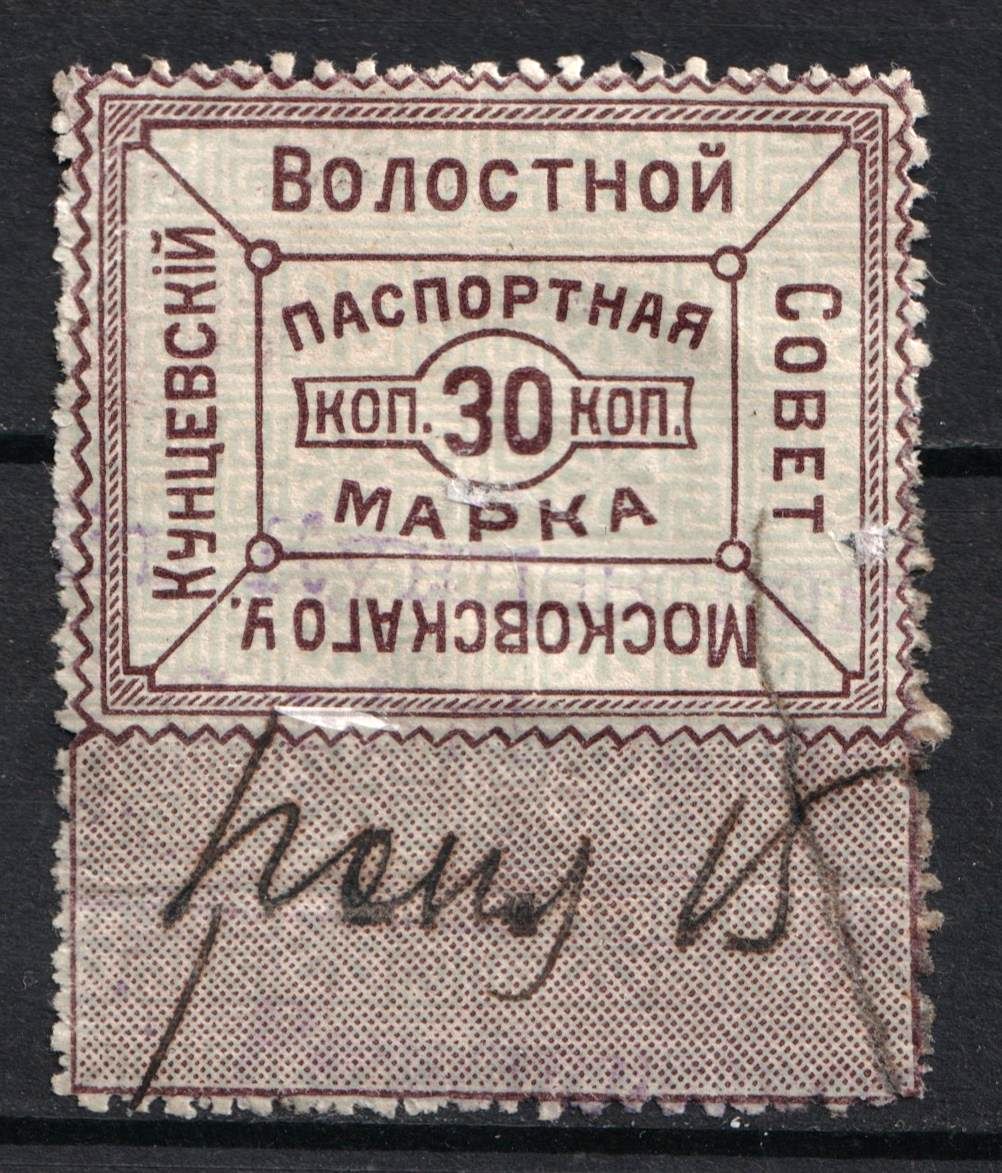 Кунцевскій
Волостной
Совет
Московскаго У.
Паспортная
коп. 30 коп.
Марка